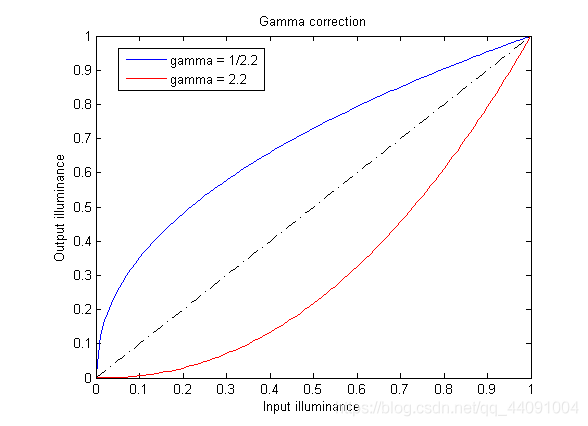 Gamma correction
gamma = 1/2.2
gamma = 2.2
1
0.9
0.8
0.7
0.6
0.5
0.4
0.3
0.2
0.1
0
Output illuminance
0 0.1 0.2 0.3 0.4 0.5 0.6 0.7 0.8 0.9 1
Input illuminance
https://blog.csdn.net/qq_44091004